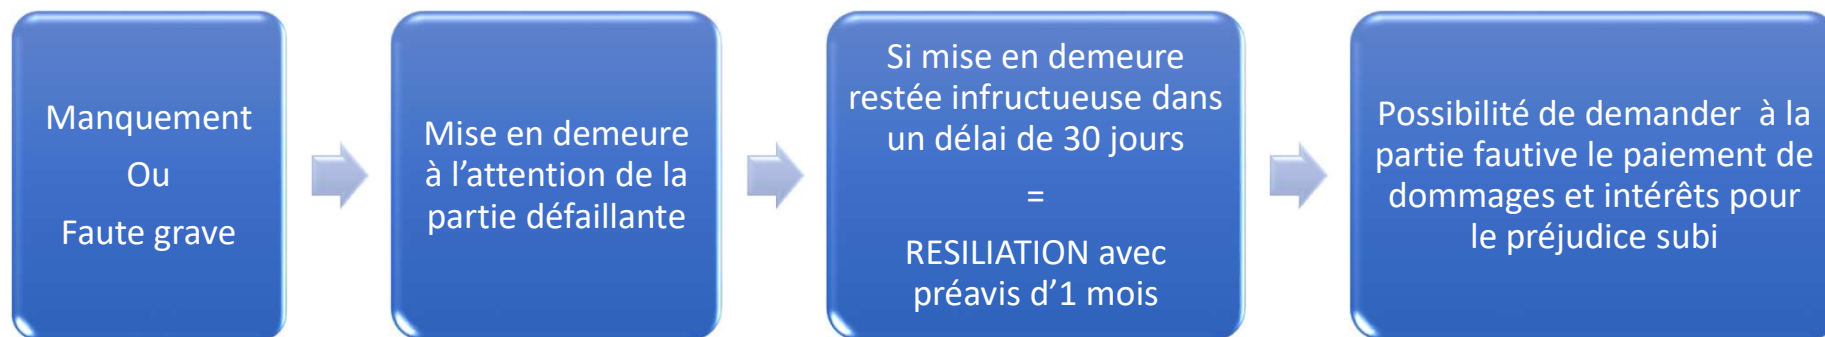 Manquement
Ou
Faute grave
Mise en demeure
à l’attention de la
partie défaillante
Si mise en demeure
restée infructueuse dans
un délai de 30 jours
=
RESILIATION avec
préavis d’1 mois
Possibilité de demander à la
partie fautive le paiement de
dommages et intérêts pour
le préjudice subi